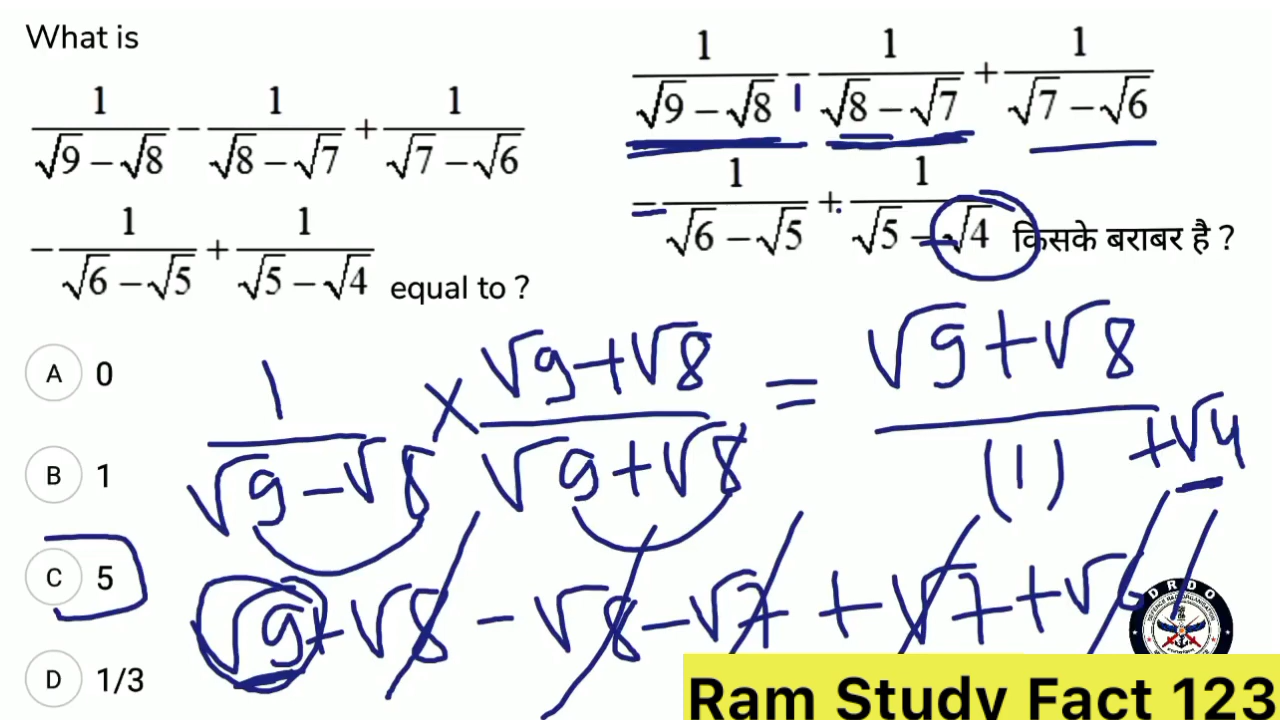 What is
1/(√9 − √8) − 1/(√8 − √7) + 1/(√7 − √6)
− 1/(√6 − √5) + 1/(√5 − √4) equal to ?
A 0
B 1
C 5
D 1/3
1/(√9 − √8) − 1/(√8 − √7) + 1/(√7 − √6)
− 1/(√6 − √5) + 1/(√5 − √4) किसके बराबर है ?
1/(√9 − √8) × (√9 + √8)/(√9 + √8) = (√9 + √8)/(1)
+√4
√9 + √8 − √8 − √7 + √7 + √6
DRDO
Ram Study Fact 123